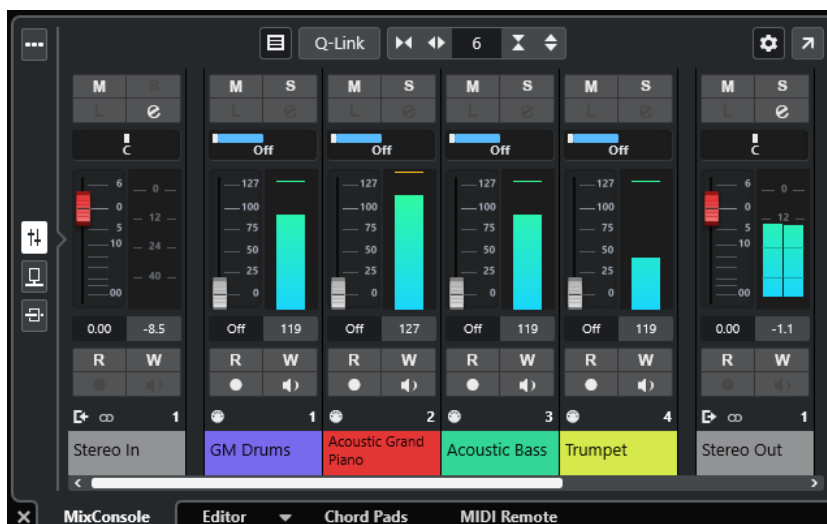 Q-Link 6
M S M S M S M S M S M S
L e L e L e L e L e L e
C Off Off Off Off C
6 0 5 10 00 0 12 24 40
127 100 75 50 25 0
127 100 75 50 25 0
127 100 75 50 25 0
127 100 75 50 25 0
6 0 5 10 00 0 12
0.00 -8.5 Off 119 Off 127 Off 119 Off 119 0.00 -1.1
R W R W R W R W R W R W
1 1 2 3 4 1
Stereo In
GM Drums
Acoustic Grand
Piano
Acoustic Bass
Trumpet
Stereo Out
MixConsole Editor Chord Pads MIDI Remote